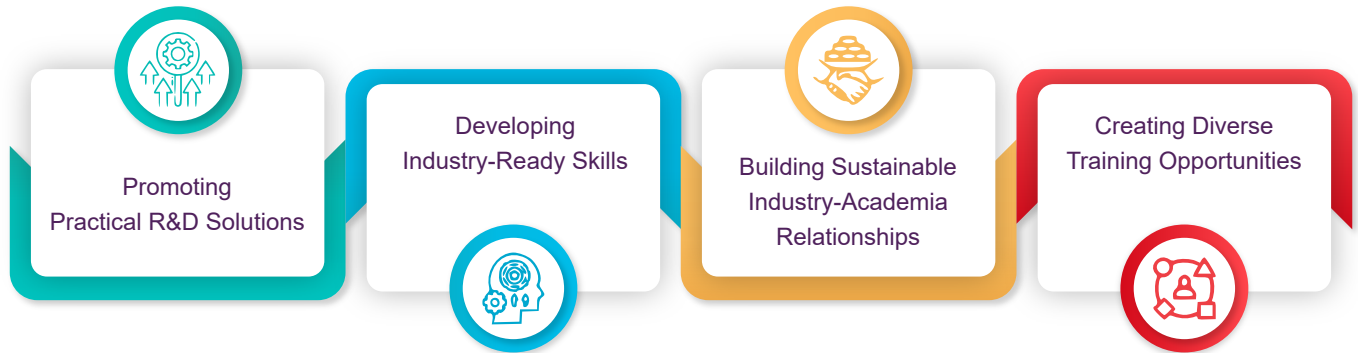 Promoting
Practical R&D Solutions
Developing
Industry-Ready Skills
Building Sustainable
Industry-Academia
Relationships
Creating Diverse
Training Opportunities